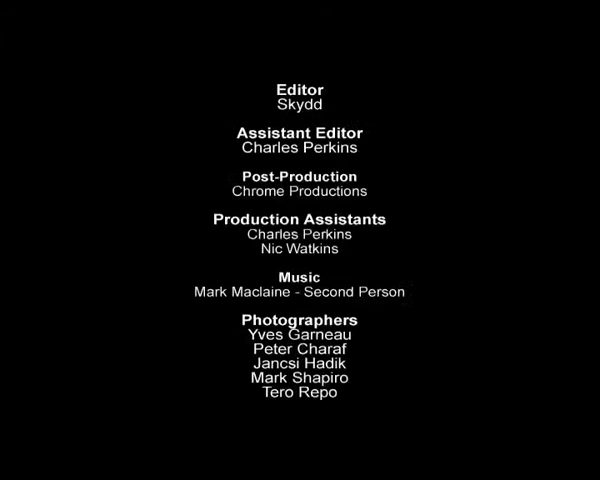 Editor
Skydd
Assistant Editor
Charles Perkins
Post-Production
Chrome Productions
Production Assistants
Charles Perkins
Nic Watkins
Music
Mark Maclaine - Second Person
Photographers
Yves Garneau
Peter Charaf
Jancsi Hadik
Mark Shapiro
Tero Repo